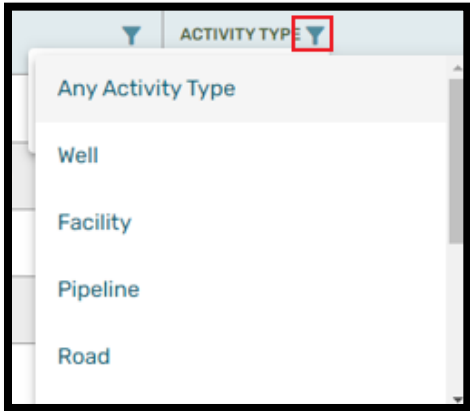 ACTIVITY TYPE
Any Activity Type
Well
Facility
Pipeline
Road